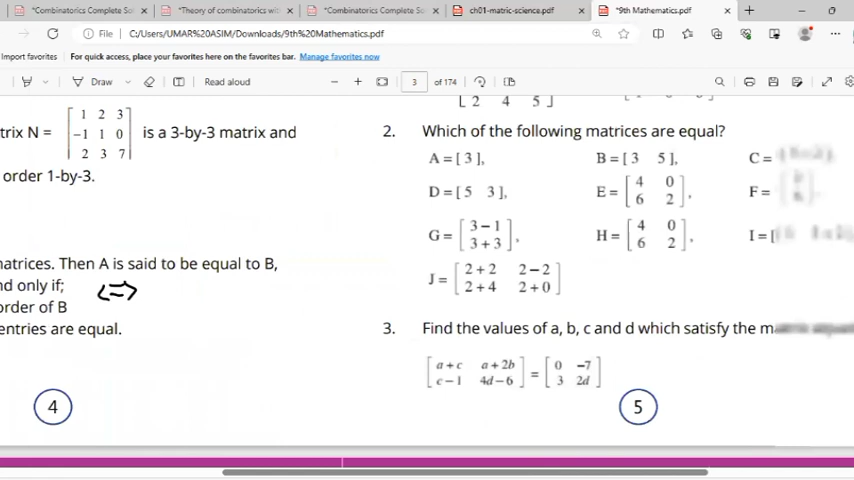 *Combinatorics Complete So
*Theory of combinatorics with
*Combinatorics Complete So
ch01-matric-science.pdf
*9th Mathematics.pdf
File
C:/Users/UMAR%20ASIM/Downloads/9th%20Mathematics.pdf
Import favorites
For quick access, place your favorites here on the favorites bar. Manage favorites now
Draw
Read aloud
3 of 174
trix N = [1 2 3
-1 1 0
2 3 7] is a 3-by-3 matrix and
order 1-by-3.
natrices. Then A is said to be equal to B,
nd only if;
<=>
order of B
entries are equal.
4
2 4 5
2. Which of the following matrices are equal?
A = [ 3 ], B = [ 3 5 ], C =
D = [ 5 3 ], E = [4 0
6 2], F =
G = [3 – 1
3 + 3], H = [4 0
6 2], I = [
J = [2 + 2 2 – 2
2 + 4 2 + 0]
3. Find the values of a, b, c and d which satisfy the
[a + c a + 2b
c – 1 4d – 6] = [0 –7
3 2d]
5